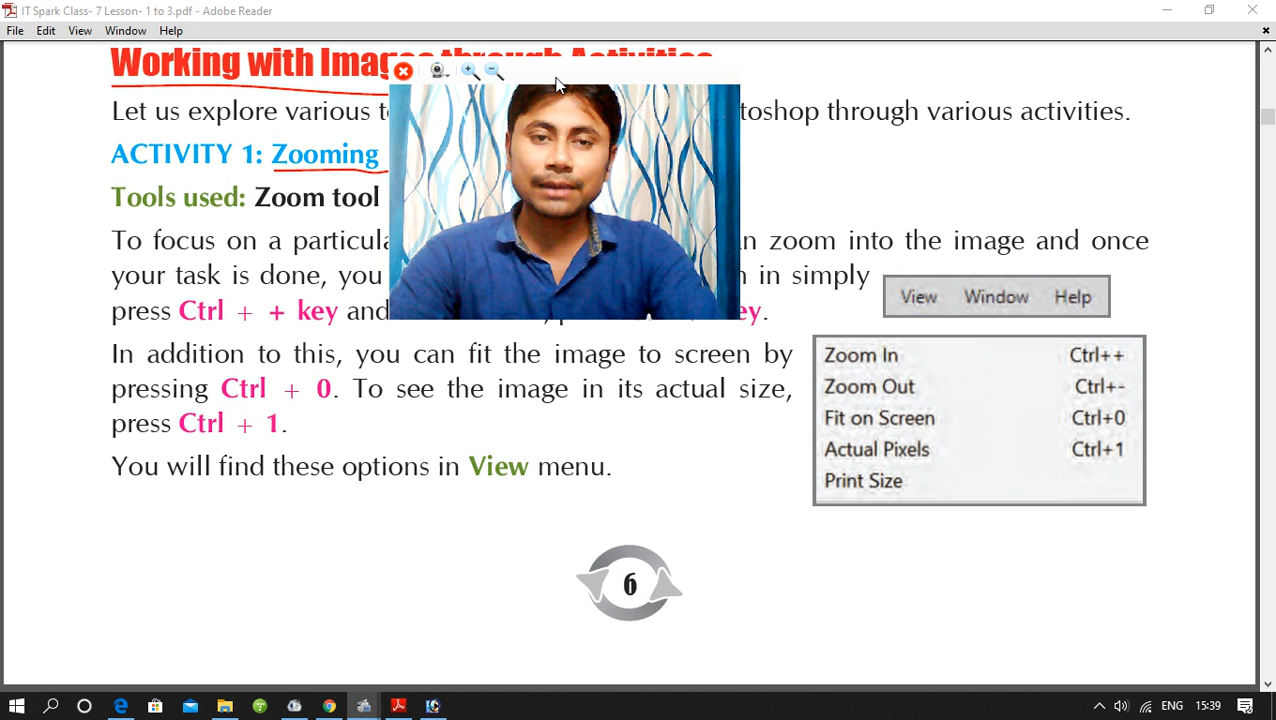 IT Spark Class- 7 Lesson- 1 to 3.pdf - Adobe Reader
File Edit View Window Help
Working with Images through Activities
Let us explore various toshop through various activities.
ACTIVITY 1: Zooming
Tools used: Zoom tool
To focus on a particula an zoom into the image and once
your task is done, you in simply
press Ctrl + + key and ey.
View Window Help
In addition to this, you can fit the image to screen by
pressing Ctrl + 0. To see the image in its actual size,
press Ctrl + 1.
You will find these options in View menu.
Zoom In Ctrl++
Zoom Out Ctrl+-
Fit on Screen Ctrl+0
Actual Pixels Ctrl+1
Print Size
6
ENG 15:39